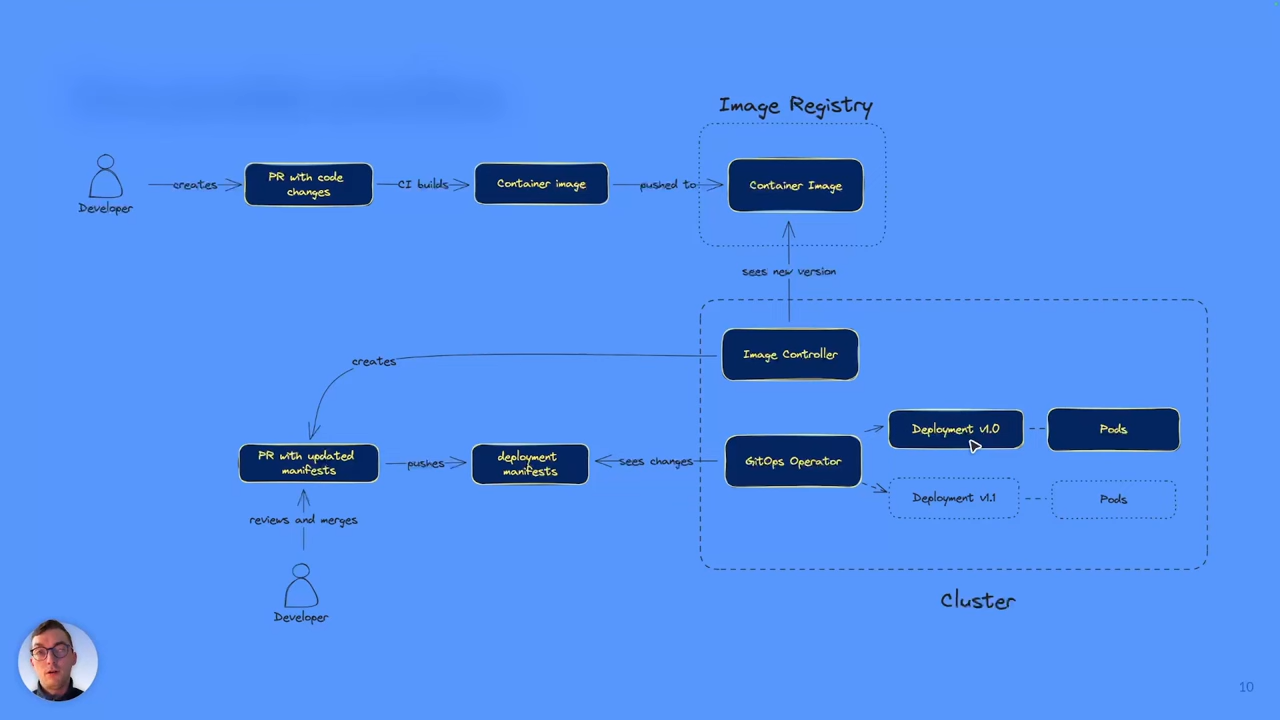 Image Registry
PR with code
changes
creates
CI builds
Container image
pushed to
Container Image
Developer
sees new version
Image Controller
creates
Deployment v1.0
Pods
PR with updated
manifests
pushes
deployment
manifests
sees changes
GitOps Operator
Deployment v1.1
Pods
reviews and merges
Developer
Cluster
10